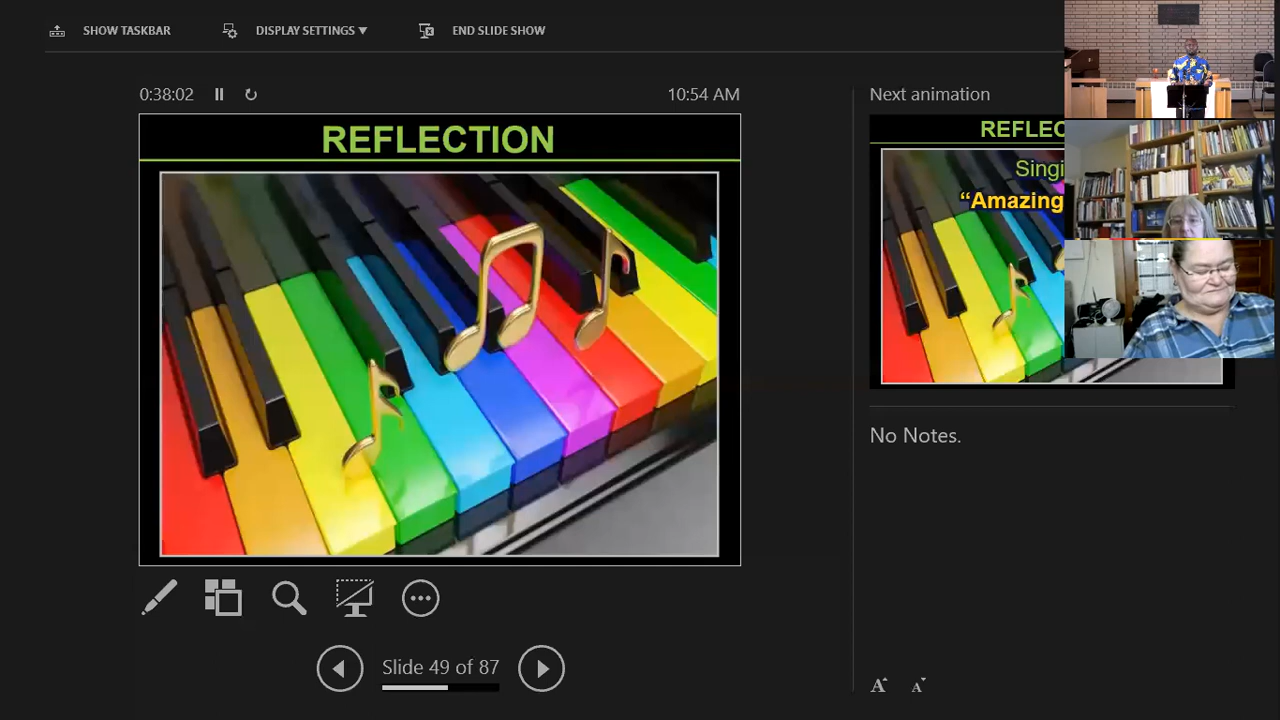 SHOW TASKBAR
DISPLAY SETTINGS
END SLIDE SHOW
0:38:02
10:54 AM
Next animation
REFLECTION
REFLEC
Singi
“Amazing
No Notes.
Slide 49 of 87
A A